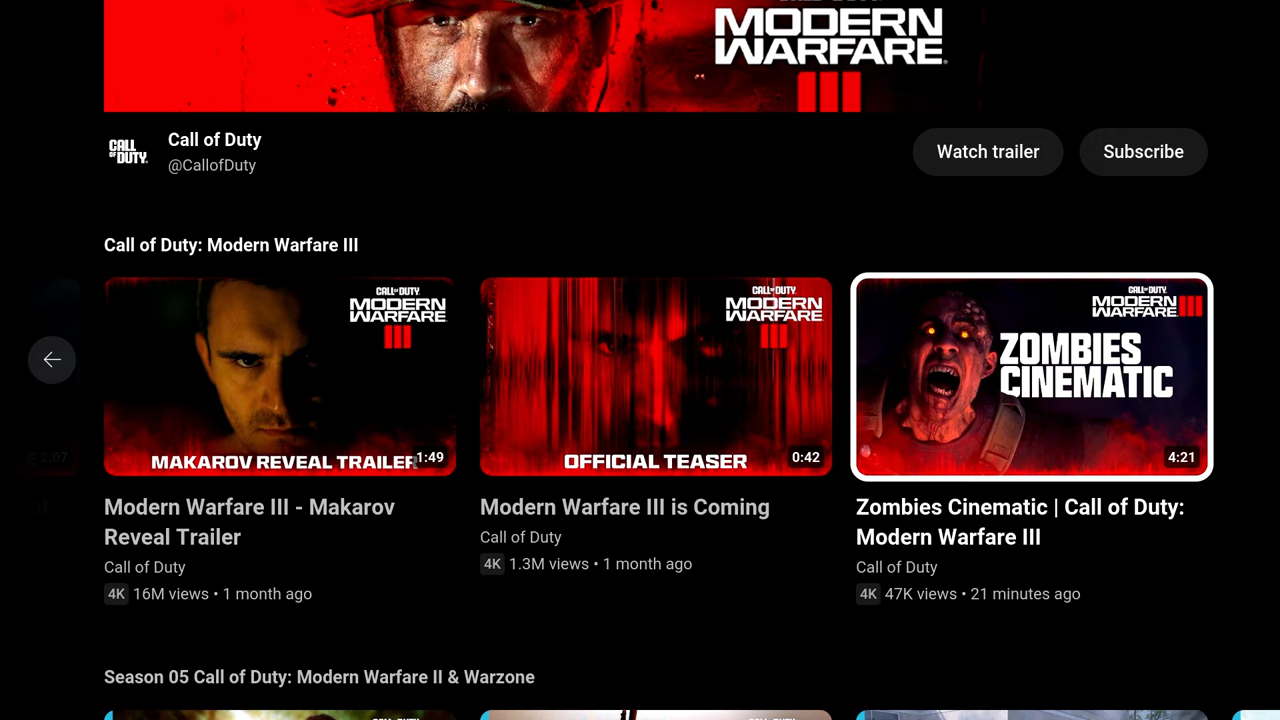 MODERN
WARFARE
III
CALL
OF DUTY
Call of Duty
@CallofDuty
Watch trailer
Subscribe
Call of Duty: Modern Warfare III
CALL OF DUTY
MODERN
WARFARE
III
MAKAROV REVEAL TRAILER
1:49
CALL OF DUTY
MODERN
WARFARE
III
OFFICIAL TEASER
0:42
CALL OF DUTY
MODERN
WARFARE III
ZOMBIES
CINEMATIC
4:21
2:07
Modern Warfare III - Makarov
Reveal Trailer
Call of Duty
4K 16M views • 1 month ago
Modern Warfare III is Coming
Call of Duty
4K 1.3M views • 1 month ago
Zombies Cinematic | Call of Duty:
Modern Warfare III
Call of Duty
4K 47K views • 21 minutes ago
Season 05 Call of Duty: Modern Warfare II & Warzone